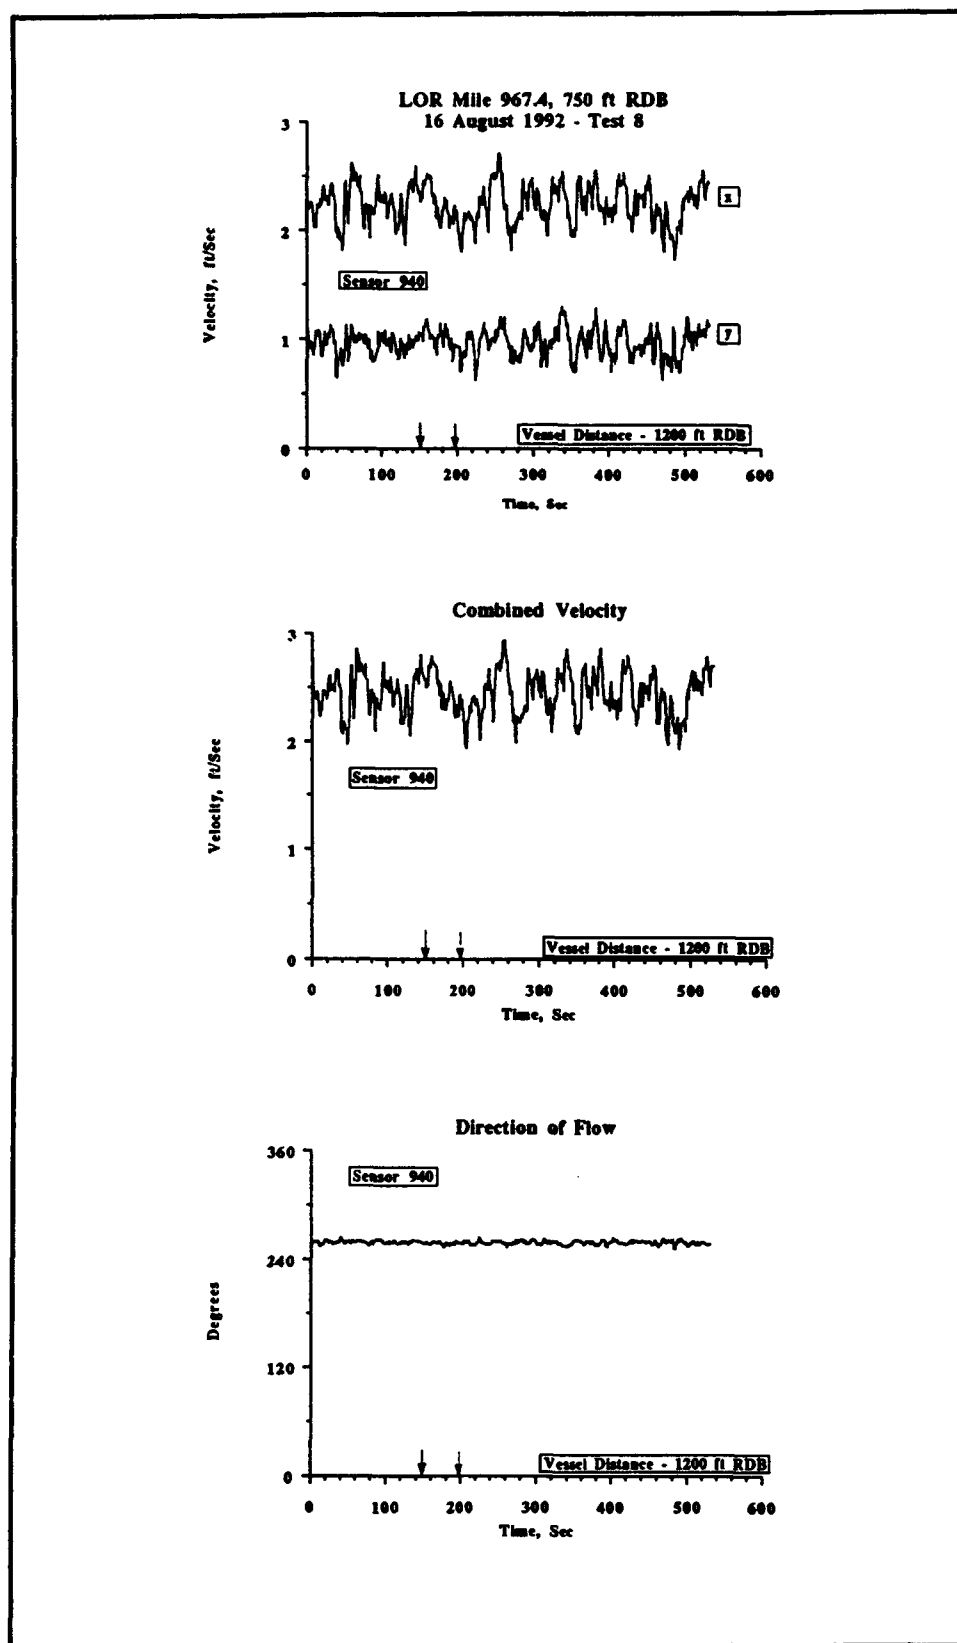 LOR Mile 967.4, 750 ft RDB
16 August 1992 - Test 8
3
2
1
0
Velocity, ft/Sec
x
Sensor 940
y
Vessel Distance - 1200 ft RDB
0 100 200 300 400 500 600
Time, Sec
Combined Velocity
3
2
1
0
Velocity, ft/Sec
Sensor 940
Vessel Distance - 1200 ft RDB
0 100 200 300 400 500 600
Time, Sec
Direction of Flow
360
240
120
0
Degrees
Sensor 940
Vessel Distance - 1200 ft RDB
0 100 200 300 400 500 600
Time, Sec